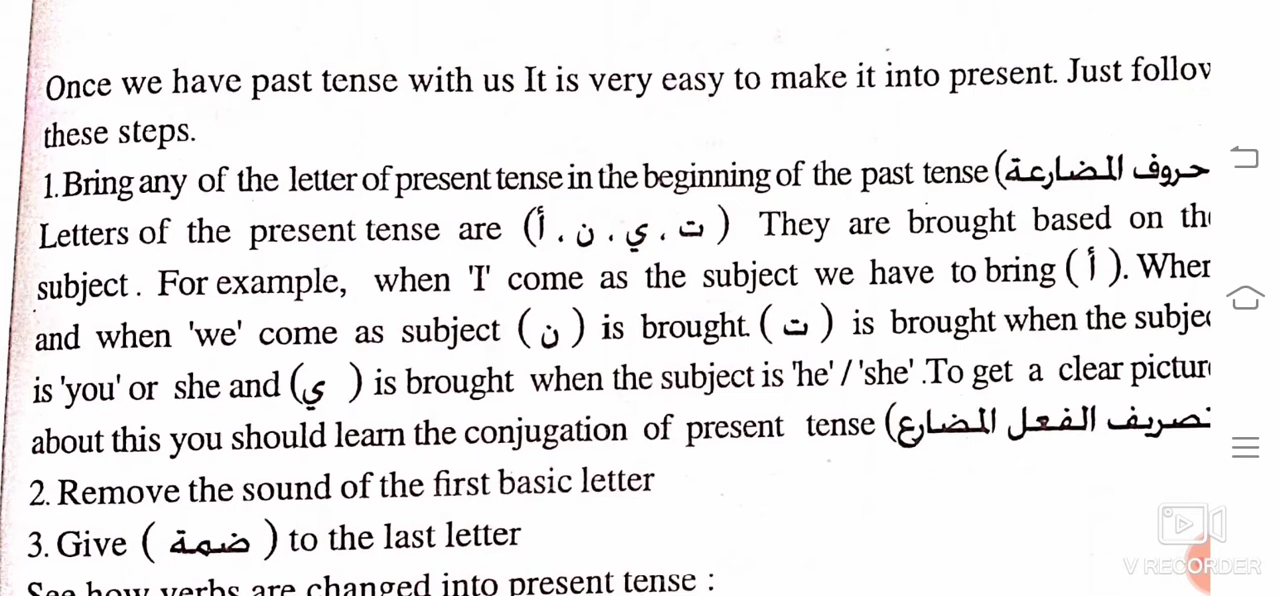 Once we have past tense with us It is very easy to make it into present. Just follow
these steps.
1.Bring any of the letter of present tense in the beginning of the past tense (حروف المضارعة
Letters of the present tense are (أ ، ن ، ي ، ت) They are brought based on the
subject . For example, when 'I' come as the subject we have to bring ( أ ). When
and when 'we' come as subject ( ن ) is brought. ( ت ) is brought when the subjec
is 'you' or she and ( ي ) is brought when the subject is 'he' / 'she' .To get a clear picture
about this you should learn the conjugation of present tense (تصريف الفعل المضارع
2. Remove the sound of the first basic letter
3. Give ( ضمة ) to the last letter
See how verbs are changed into present tense :
V RECORDER